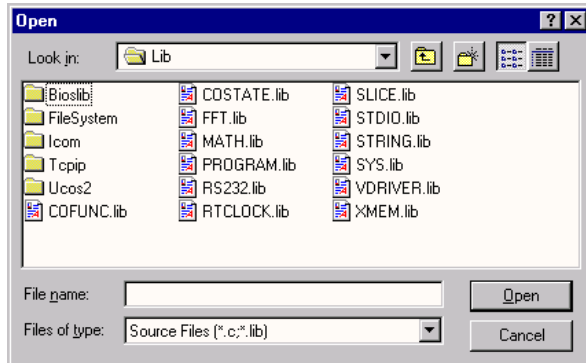 Open
Look in: Lib
Bioslib COSTATE.lib SLICE.lib
FileSystem FFT.lib STDIO.lib
Icom MATH.lib STRING.lib
Tcpip PROGRAM.lib SYS.lib
Ucos2 RS232.lib VDRIVER.lib
COFUNC.lib RTCLOCK.lib XMEM.lib
File name: Open
Files of type: Source Files (*.c;*.lib) Cancel